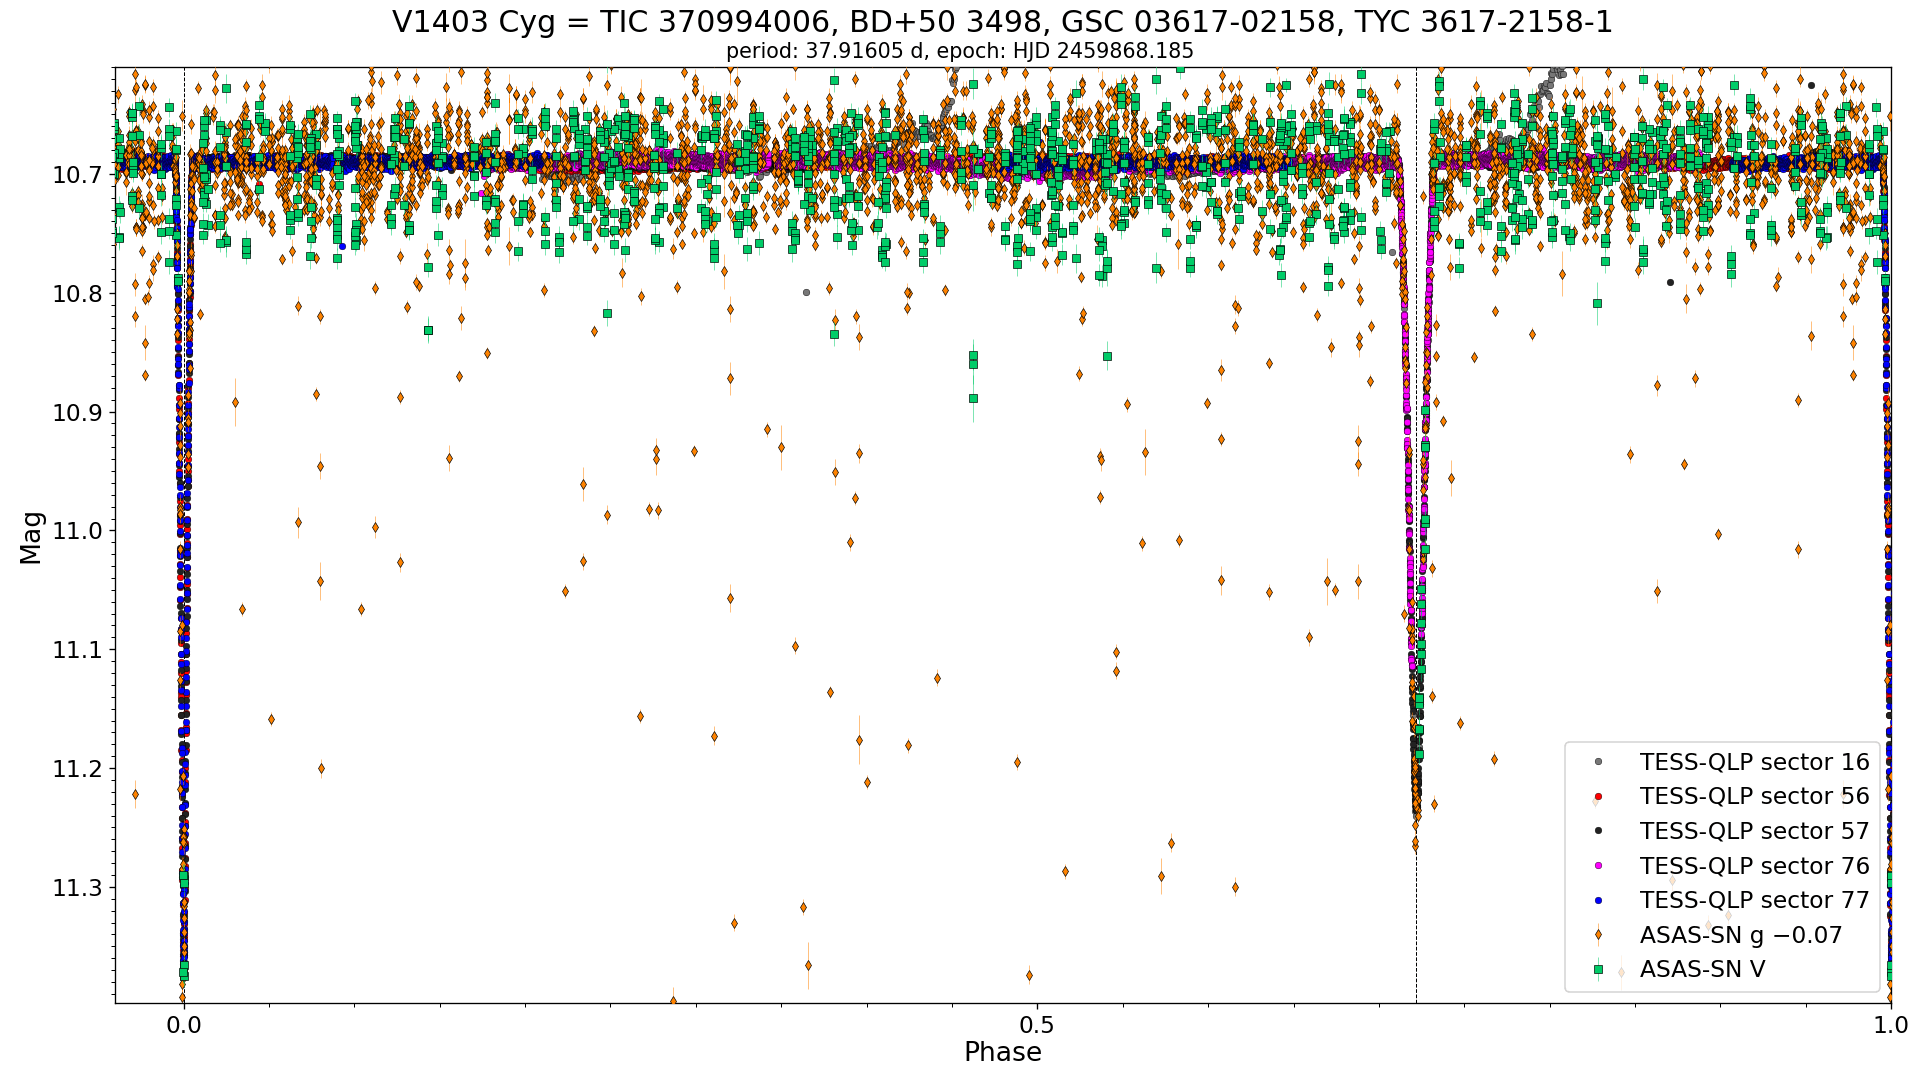 V1403 Cyg = TIC 370994006, BD+50 3498, GSC 03617-02158, TYC 3617-2158-1
period: 37.91605 d, epoch: HJD 2459868.185
Mag
10.7
10.8
10.9
11.0
11.1
11.2
11.3
TESS-QLP sector 16
TESS-QLP sector 56
TESS-QLP sector 57
TESS-QLP sector 76
TESS-QLP sector 77
ASAS-SN g −0.07
ASAS-SN V
0.0
0.5
1.0
Phase